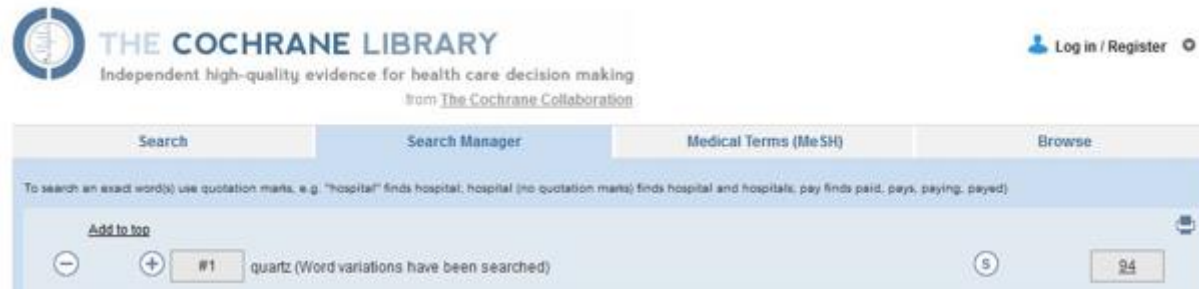 THE COCHRANE LIBRARY
Independent high-quality evidence for health care decision making
from The Cochrane Collaboration
Log in / Register
Search Search Manager Medical Terms (MeSH) Browse
To search an exact word(s) use quotation marks, e.g. "hospital" finds hospital; hospital (no quotation marks) finds hospital and hospitals; pay finds paid, pays, paying, payed)
Add to top
− + #1 quartz (Word variations have been searched) S 94